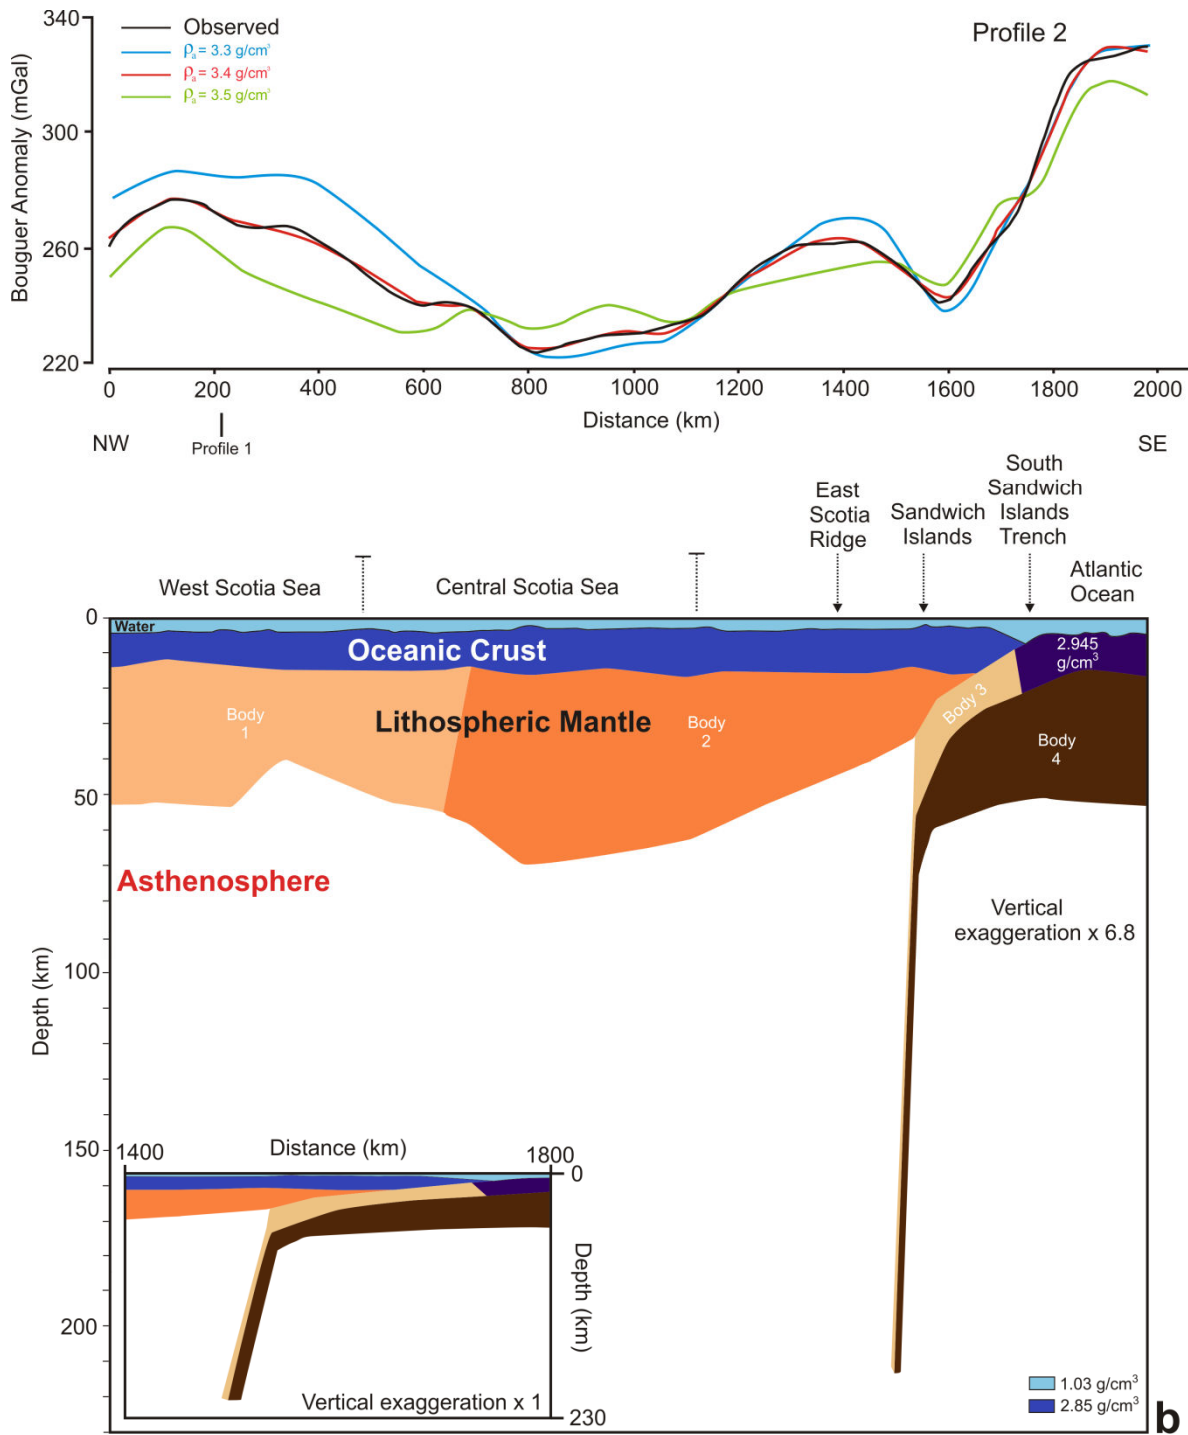 340
300
260
220
Bouguer Anomaly (mGal)
Observed
ρa = 3.3 g/cm³
ρa = 3.4 g/cm³
ρa = 3.5 g/cm³
Profile 2
0 200 400 600 800 1000 1200 1400 1600 1800 2000
Distance (km)
NW
Profile 1
SE
East
Scotia
Ridge
Sandwich
Islands
South
Sandwich
Islands
Trench
West Scotia Sea
Central Scotia Sea
Atlantic
Ocean
0
50
100
150
200
Depth (km)
Water
Oceanic Crust
2.945
g/cm³
Body
1
Lithospheric Mantle
Body
2
Body 3
Body
4
Asthenosphere
Vertical
exaggeration x 6.8
1400
Distance (km)
1800
0
Depth (km)
230
Vertical exaggeration x 1
1.03 g/cm³
2.85 g/cm³
b